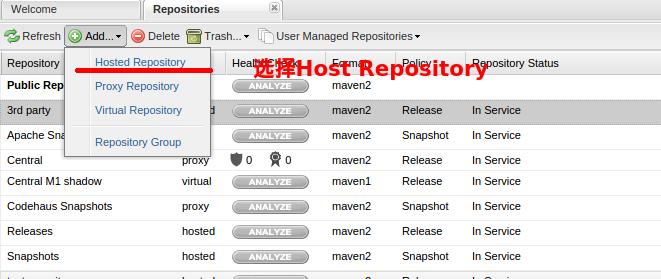 Welcome
Repositories
Refresh Add... Delete Trash... User Managed Repositories
Repository Health Check Format Policy Repository Status
Hosted Repository
选择Host Repository
Public Rep ANALYZE maven2
Proxy Repository
3rd party hosted ANALYZE maven2 Release In Service
Virtual Repository
Apache Sna ANALYZE maven2 Snapshot In Service
Repository Group
Central proxy 0 0 maven2 Release In Service
Central M1 shadow virtual ANALYZE maven1 Release In Service
Codehaus Snapshots proxy ANALYZE maven2 Snapshot In Service
Releases hosted ANALYZE maven2 Release In Service
Snapshots hosted ANALYZE maven2 Snapshot In Service